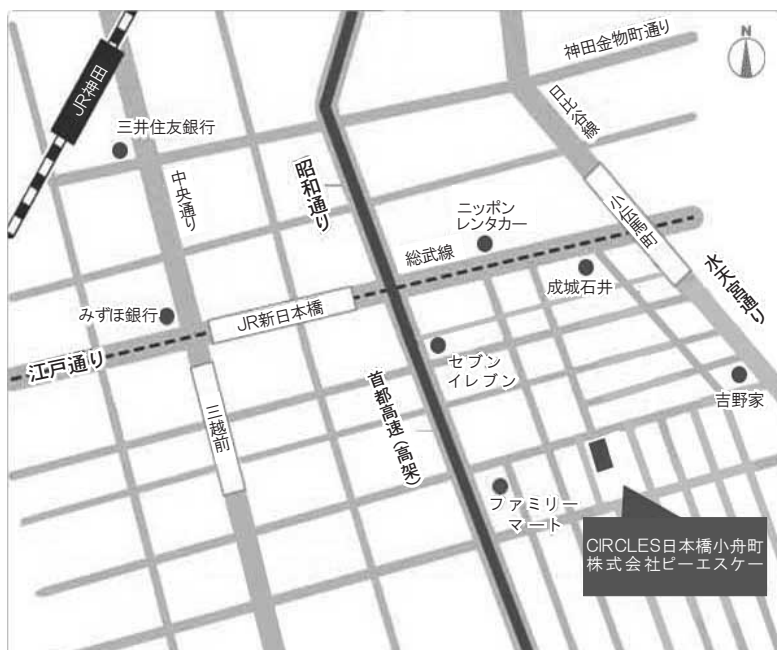 神田金物町通り
N
JR神田
日比谷線
三井住友銀行
中央通り
昭和通り
小伝馬町
ニッポン
レンタカー
総武線
水天宮通り
成城石井
みずほ銀行
JR新日本橋
江戸通り
セブン
イレブン
首都高速(高架)
吉野家
三越前
ファミリー
マート
CIRCLES日本橋小舟町
株式会社ピーエスケー